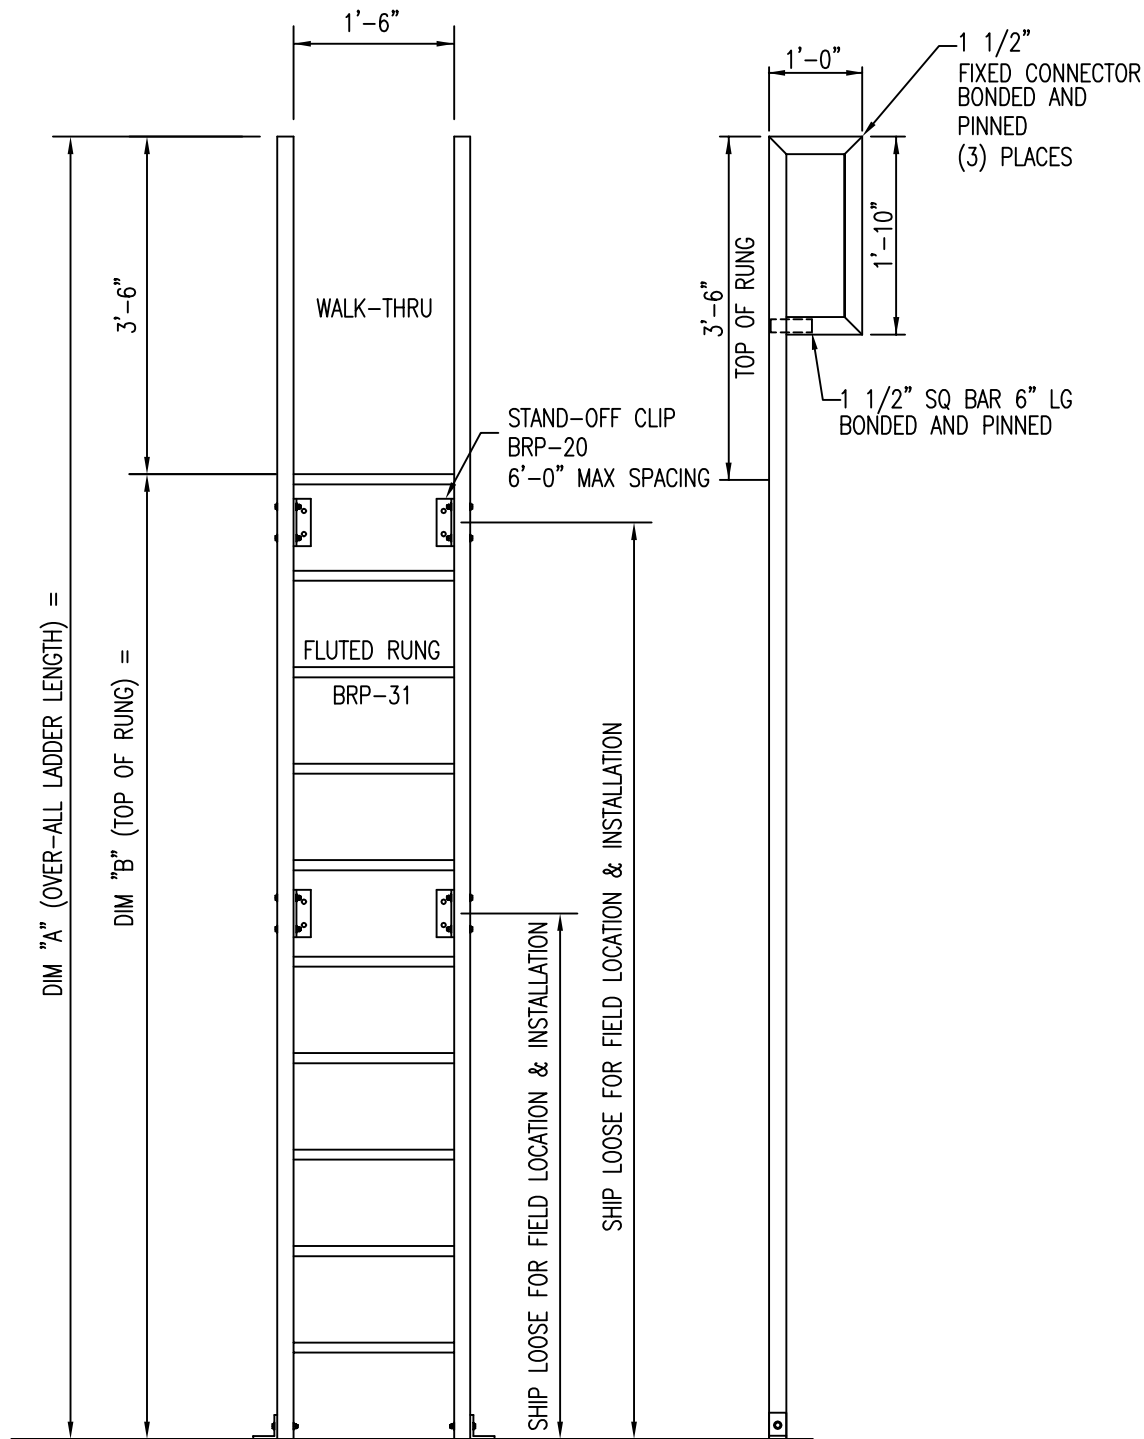 1'-6"
1'-0"
1 1/2"
FIXED CONNECTOR
BONDED AND
PINNED
(3) PLACES
3'-6"
WALK-THRU
3'-6"
TOP OF RUNG
1'-10"
1 1/2" SQ BAR 6" LG
BONDED AND PINNED
STAND-OFF CLIP
BRP-20
6'-0" MAX SPACING
FLUTED RUNG
BRP-31
DIM "A" (OVER-ALL LADDER LENGTH) =
DIM "B" (TOP OF RUNG) =
SHIP LOOSE FOR FIELD LOCATION & INSTALLATION
SHIP LOOSE FOR FIELD LOCATION & INSTALLATION